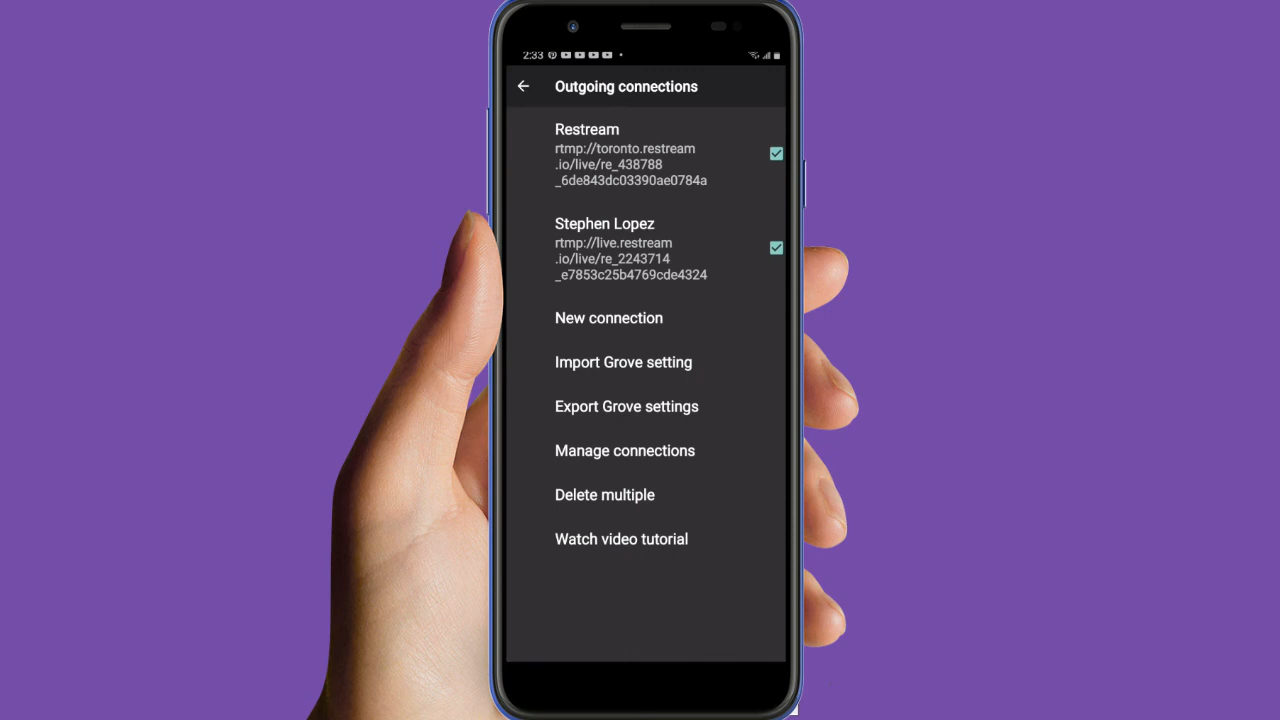 2:33
Outgoing connections
Restream
rtmp://toronto.restream
.io/live/re_438788
_6de843dc03390ae0784a
Stephen Lopez
rtmp://live.restream
.io/live/re_2243714
_e7853c25b4769cde4324
New connection
Import Grove setting
Export Grove settings
Manage connections
Delete multiple
Watch video tutorial